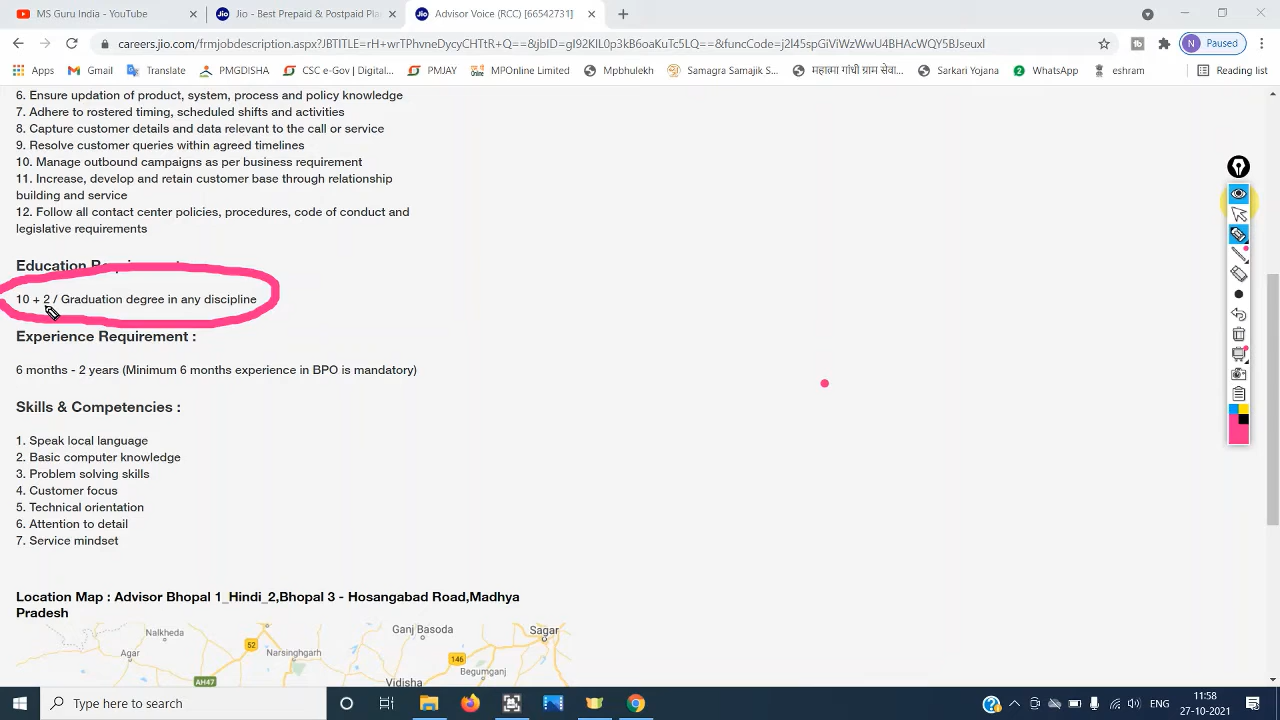 MS Guru India - YouTube
Jio - Best Prepaid & Postpaid Pla
Advisor Voice (RCC) [66542731]
careers.jio.com/frmjobdescription.aspx?JBTITLE=rH+wrTPhvneDycyCHTtR+Q==&jbID=gI92KIL0p3kB6oaKuTc5LQ==&funcCode=j2I45spGiViWzWwU4BHAcWQY5BJseuxl
N Paused
Apps
Gmail
Translate
PMGDISHA
CSC e-Gov | Digital...
PMJAY
MPOnline Limited
Mpbhulekh
Samagra Samajik S...
महात्मा गांधी ग्राम सेवा...
Sarkari Yojana
2 WhatsApp
eshram
Reading list
6. Ensure updation of product, system, process and policy knowledge
7. Adhere to rostered timing, scheduled shifts and activities
8. Capture customer details and data relevant to the call or service
9. Resolve customer queries within agreed timelines
10. Manage outbound campaigns as per business requirement
11. Increase, develop and retain customer base through relationship
building and service
12. Follow all contact center policies, procedures, code of conduct and
legislative requirements
Education
10 + 2 / Graduation degree in any discipline
Experience Requirement :
6 months - 2 years (Minimum 6 months experience in BPO is mandatory)
Skills & Competencies :
1. Speak local language
2. Basic computer knowledge
3. Problem solving skills
4. Customer focus
5. Technical orientation
6. Attention to detail
7. Service mindset
Location Map : Advisor Bhopal 1_Hindi_2,Bhopal 3 - Hosangabad Road,Madhya
Pradesh
Nalkheda
Agar
52
Narsinghgarh
Ganj Basoda
Sagar
146
Begumganj
AH47
Vidisha
Type here to search
ENG
11:58
27-10-2021